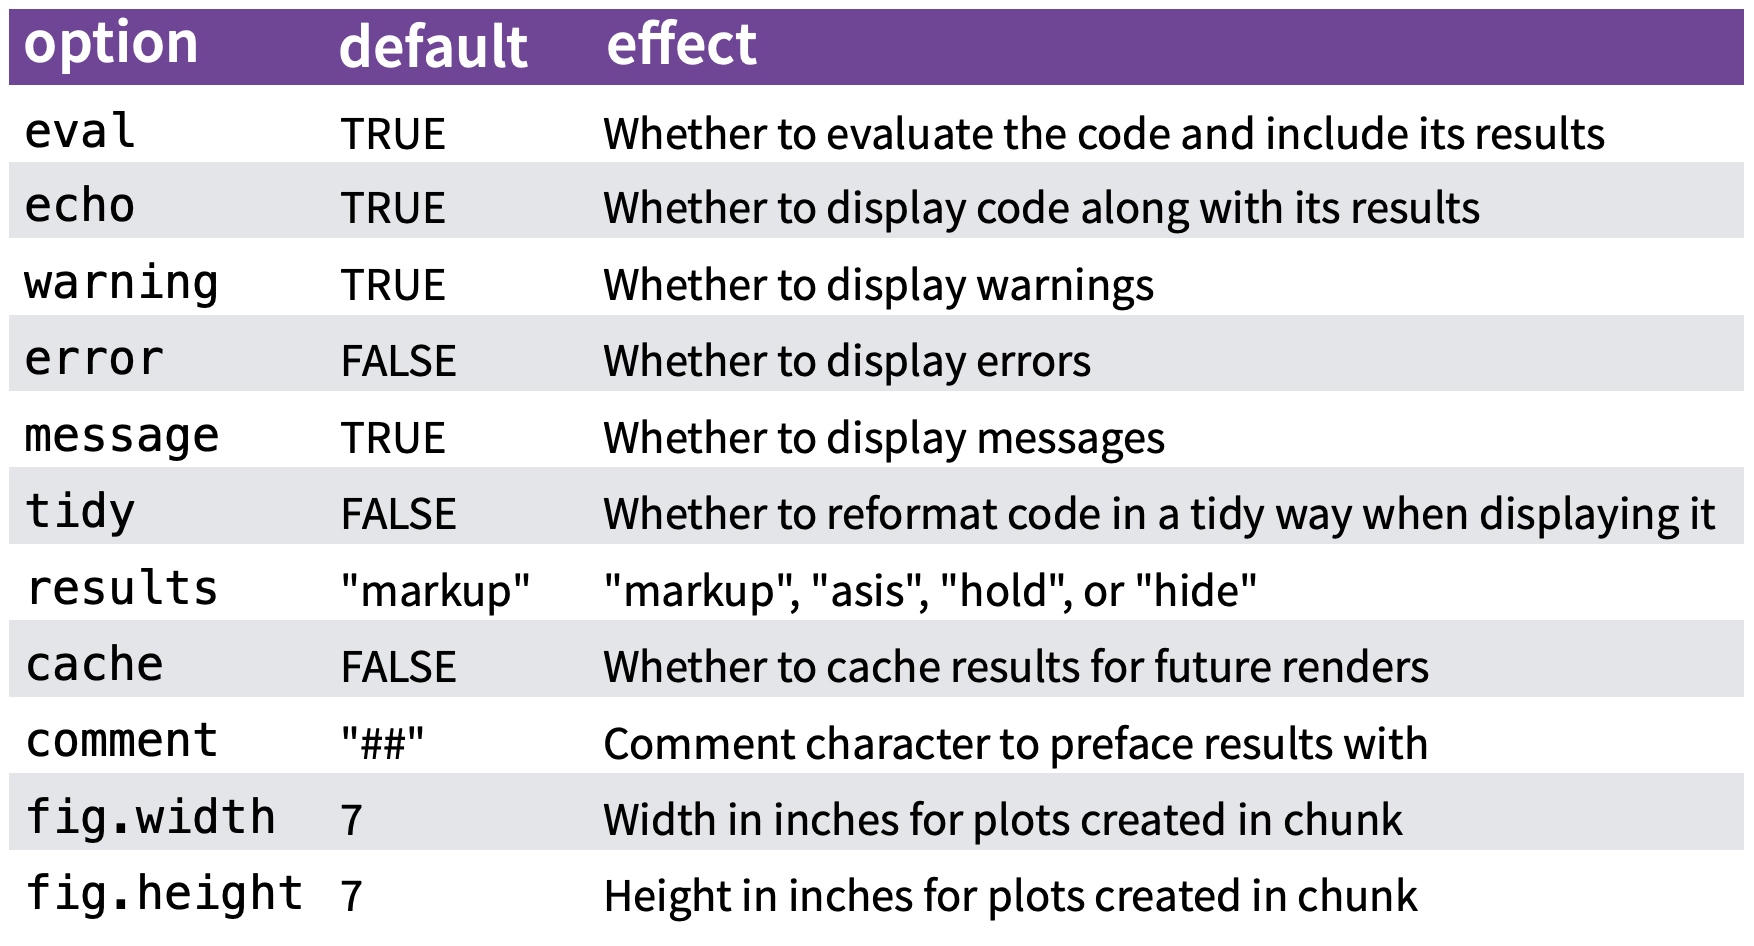 option default effect
eval TRUE Whether to evaluate the code and include its results
echo TRUE Whether to display code along with its results
warning TRUE Whether to display warnings
error FALSE Whether to display errors
message TRUE Whether to display messages
tidy FALSE Whether to reformat code in a tidy way when displaying it
results "markup" "markup", "asis", "hold", or "hide"
cache FALSE Whether to cache results for future renders
comment "##" Comment character to preface results with
fig.width 7 Width in inches for plots created in chunk
fig.height 7 Height in inches for plots created in chunk